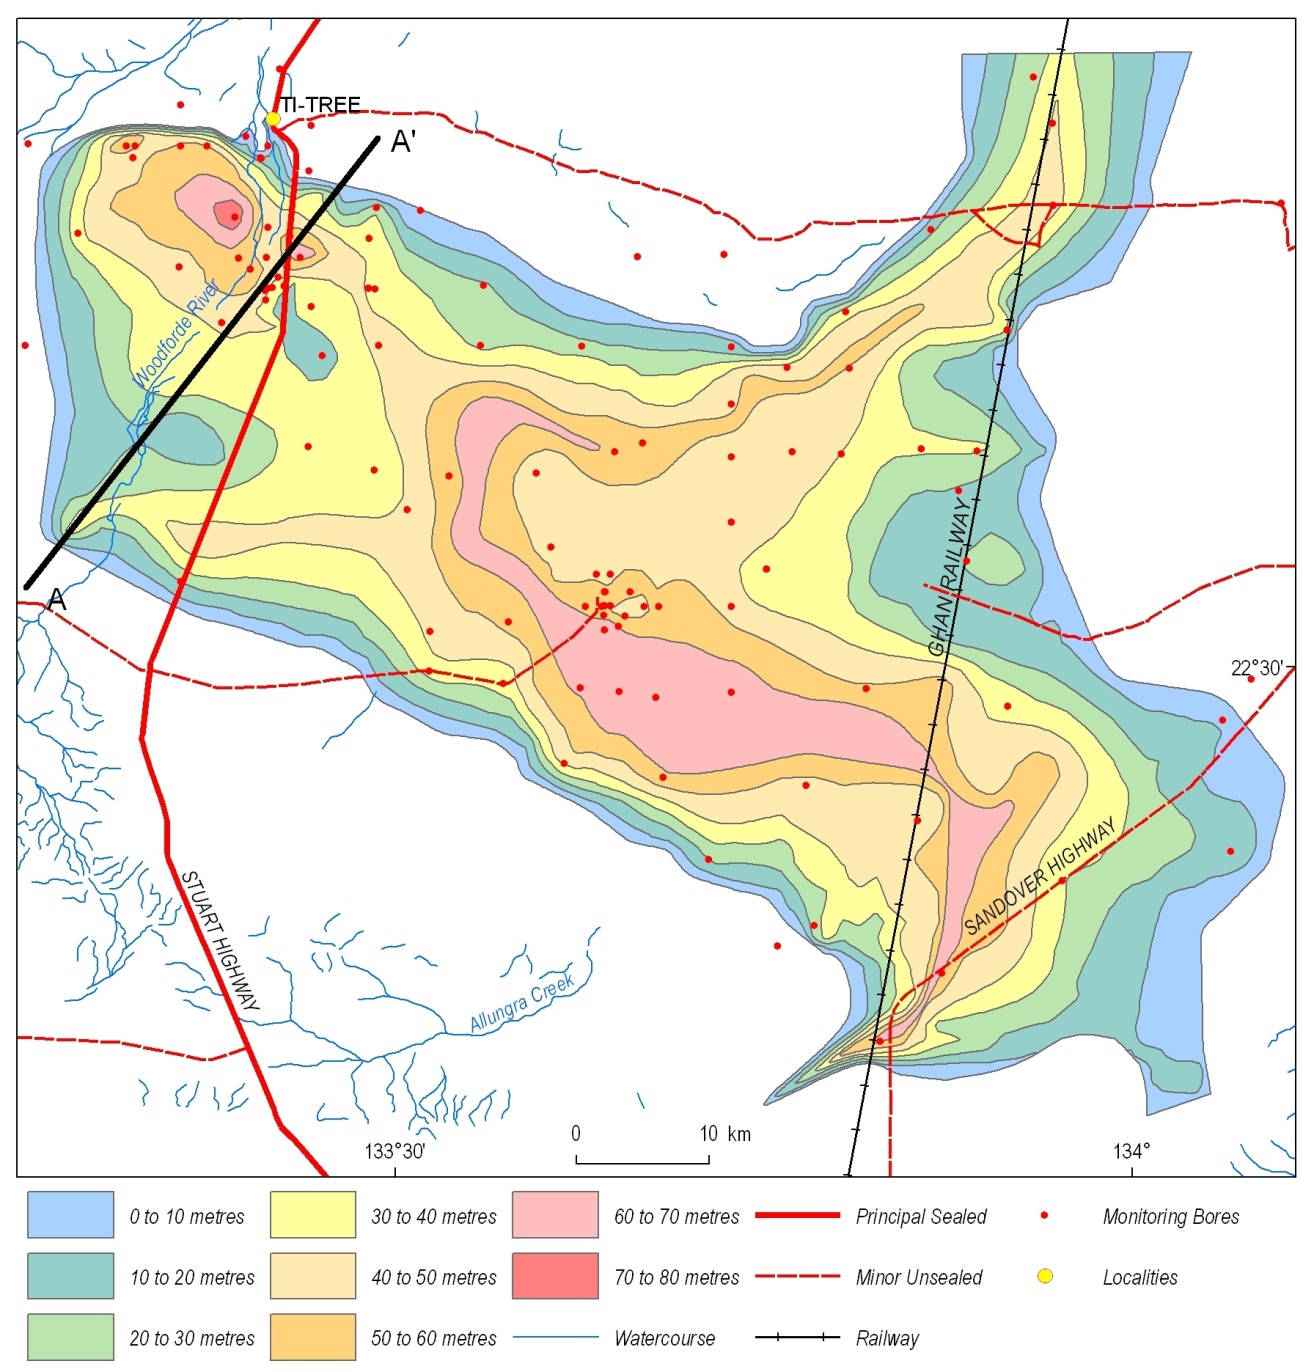 TI-TREE
A'
Woodforde River
A
GHAN RAILWAY
22°30'
SANDOVER HIGHWAY
STUART HIGHWAY
Allungra Creek
0 10 km
133°30' 134°
0 to 10 metres 30 to 40 metres 60 to 70 metres Principal Sealed Monitoring Bores
10 to 20 metres 40 to 50 metres 70 to 80 metres Minor Unsealed Localities
20 to 30 metres 50 to 60 metres Watercourse Railway